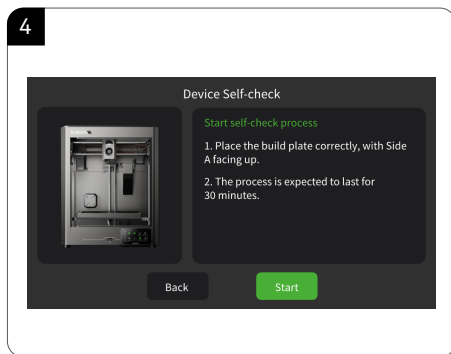 4
Device Self-check
Start self-check process
1. Place the build plate correctly, with Side
A facing up.
2. The process is expected to last for
30 minutes.
Back
Start